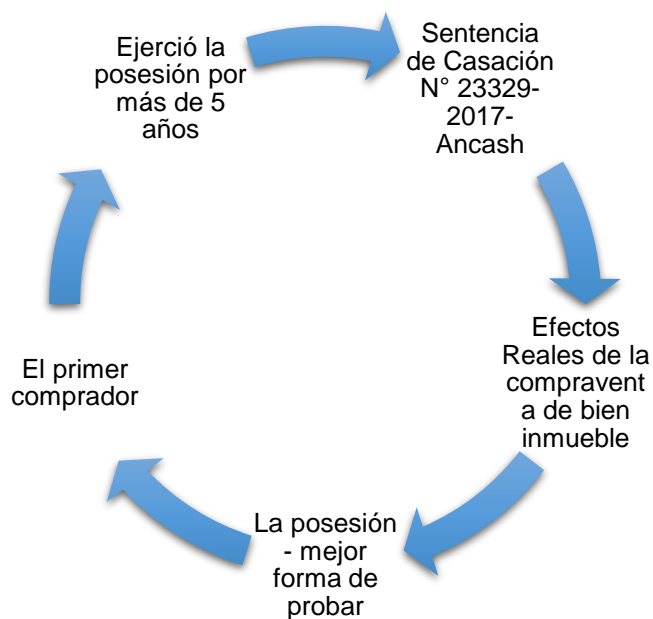 Ejerció la
posesión por
más de 5
años
Sentencia
de Casación
N° 23329-
2017-
Ancash
Efectos
Reales de la
compravent
a de bien
inmueble
La posesión
- mejor
forma de
probar
El primer
comprador